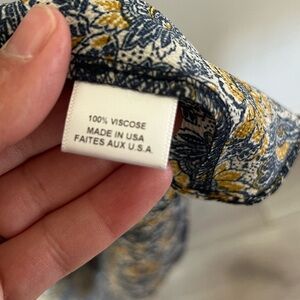 100% VISCOSE
MADE IN USA
FAITES AUX U.S.A.